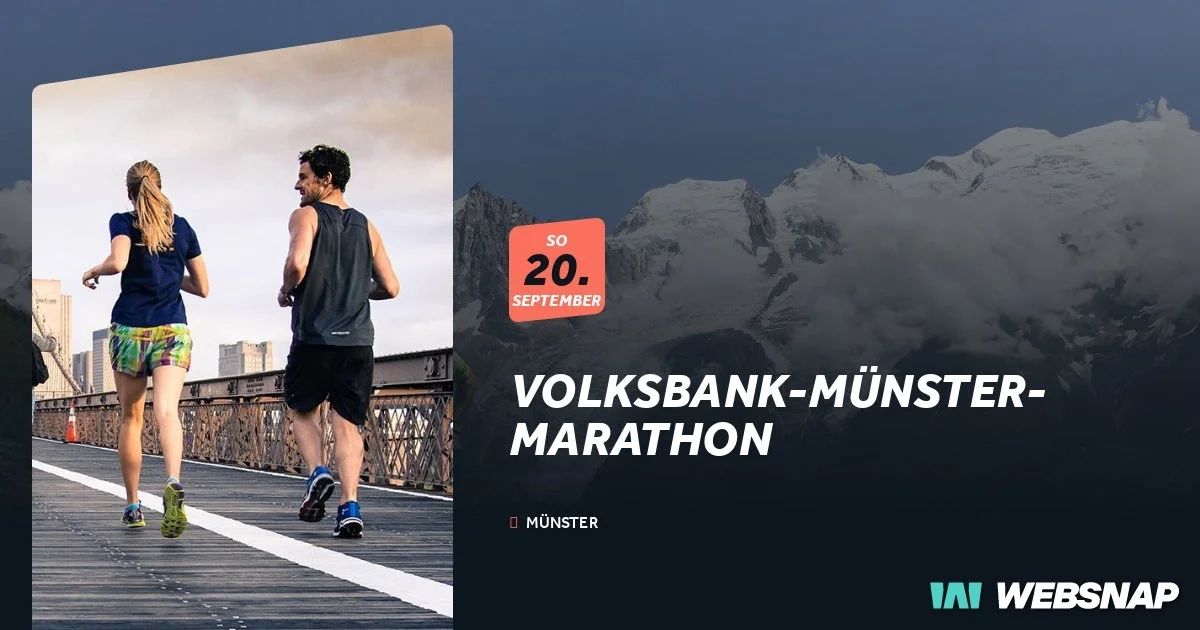 SO
20.
SEPTEMBER
VOLKSBANK-MÜNSTER-
MARATHON
MÜNSTER
WEBSNAP